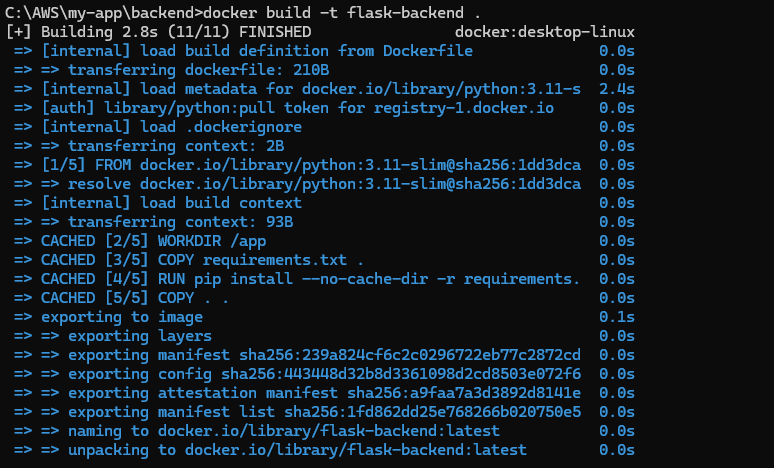 C:\AWS\my-app\backend>docker build -t flask-backend .
[+] Building 2.8s (11/11) FINISHED docker:desktop-linux
=> [internal] load build definition from Dockerfile 0.0s
=> => transferring dockerfile: 210B 0.0s
=> [internal] load metadata for docker.io/library/python:3.11-s 2.4s
=> [auth] library/python:pull token for registry-1.docker.io 0.0s
=> [internal] load .dockerignore 0.0s
=> => transferring context: 2B 0.0s
=> [1/5] FROM docker.io/library/python:3.11-slim@sha256:1dd3dca 0.0s
=> => resolve docker.io/library/python:3.11-slim@sha256:1dd3dca 0.0s
=> [internal] load build context 0.0s
=> => transferring context: 93B 0.0s
=> CACHED [2/5] WORKDIR /app 0.0s
=> CACHED [3/5] COPY requirements.txt . 0.0s
=> CACHED [4/5] RUN pip install --no-cache-dir -r requirements. 0.0s
=> CACHED [5/5] COPY . . 0.0s
=> exporting to image 0.1s
=> => exporting layers 0.0s
=> => exporting manifest sha256:239a824cf6c2c0296722eb77c2872cd 0.0s
=> => exporting config sha256:443448d32b8d3361098d2cd8503e072f6 0.0s
=> => exporting attestation manifest sha256:a9faa7a3d3892d8141e 0.0s
=> => exporting manifest list sha256:1fd862dd25e768266b020750e5 0.0s
=> => naming to docker.io/library/flask-backend:latest 0.0s
=> => unpacking to docker.io/library/flask-backend:latest 0.0s